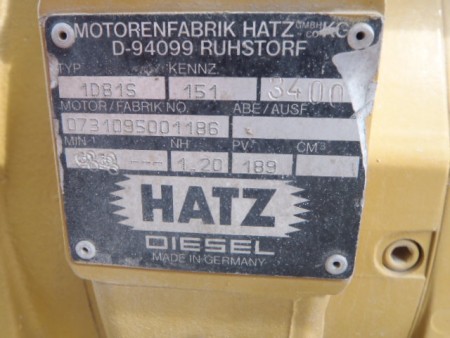 MOTORENFABRIK HATZ GMBH CO KG
D-94099 RUHSTORF
TYP KENNZ.
1D81S 151 3400
MOTOR/FABRIK NO. ABE/AUSF.
0731095001186
MIN⁻¹ NH PV CM³
--- 1.20 189
HATZ
DIESEL
MADE IN GERMANY